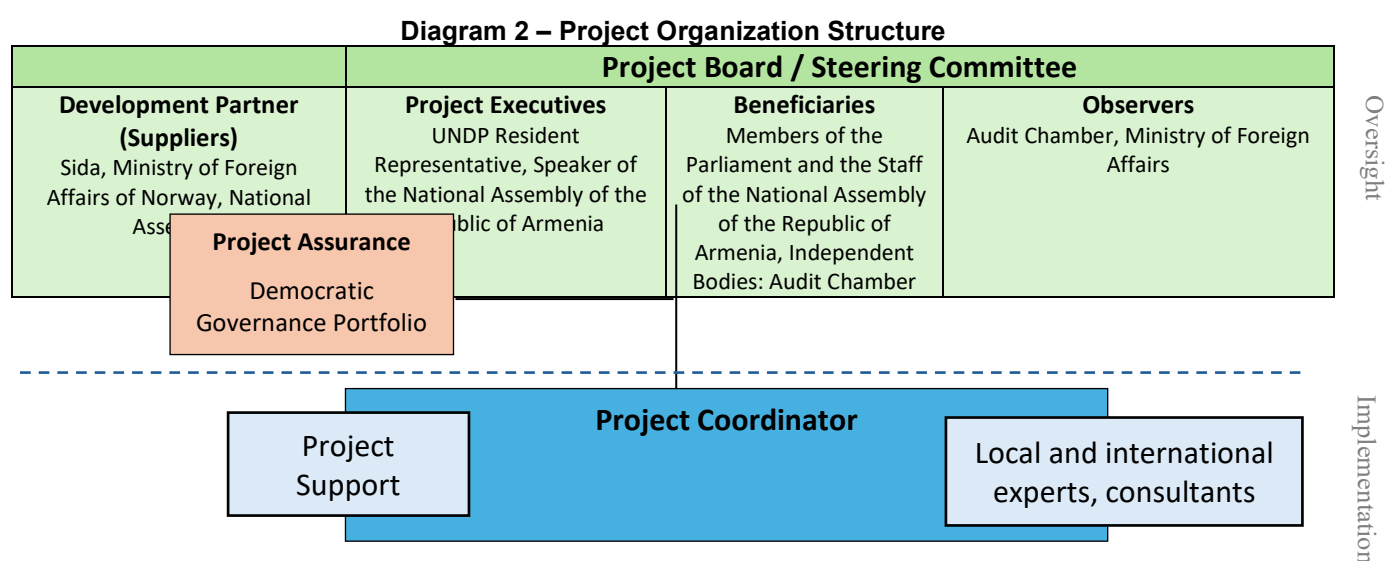 Diagram 2 – Project Organization Structure
Project Board / Steering Committee
Development Partner
(Suppliers)
Sida, Ministry of Foreign
Affairs of Norway, National
Asse
Project Executives
UNDP Resident
Representative, Speaker of
the National Assembly of the
blic of Armenia
Beneficiaries
Members of the
Parliament and the Staff
of the National Assembly
of the Republic of
Armenia, Independent
Bodies: Audit Chamber
Observers
Audit Chamber, Ministry of Foreign
Affairs
Oversight
Project Assurance
Democratic
Governance Portfolio
Project Coordinator
Project
Support
Local and international
experts, consultants
Implementation